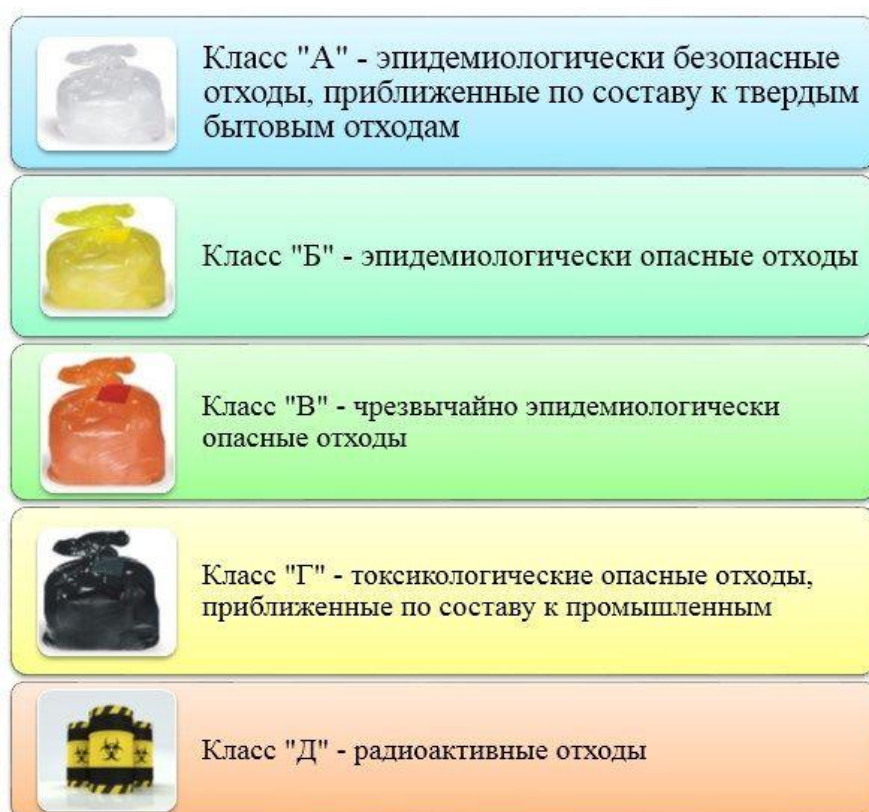 Класс "А" - эпидемиологически безопасные
отходы, приближенные по составу к твердым
бытовым отходам
Класс "Б" - эпидемиологически опасные отходы
Класс "В" - чрезвычайно эпидемиологически
опасные отходы
Класс "Г" - токсикологические опасные отходы,
приближенные по составу к промышленным
Класс "Д" - радиоактивные отходы